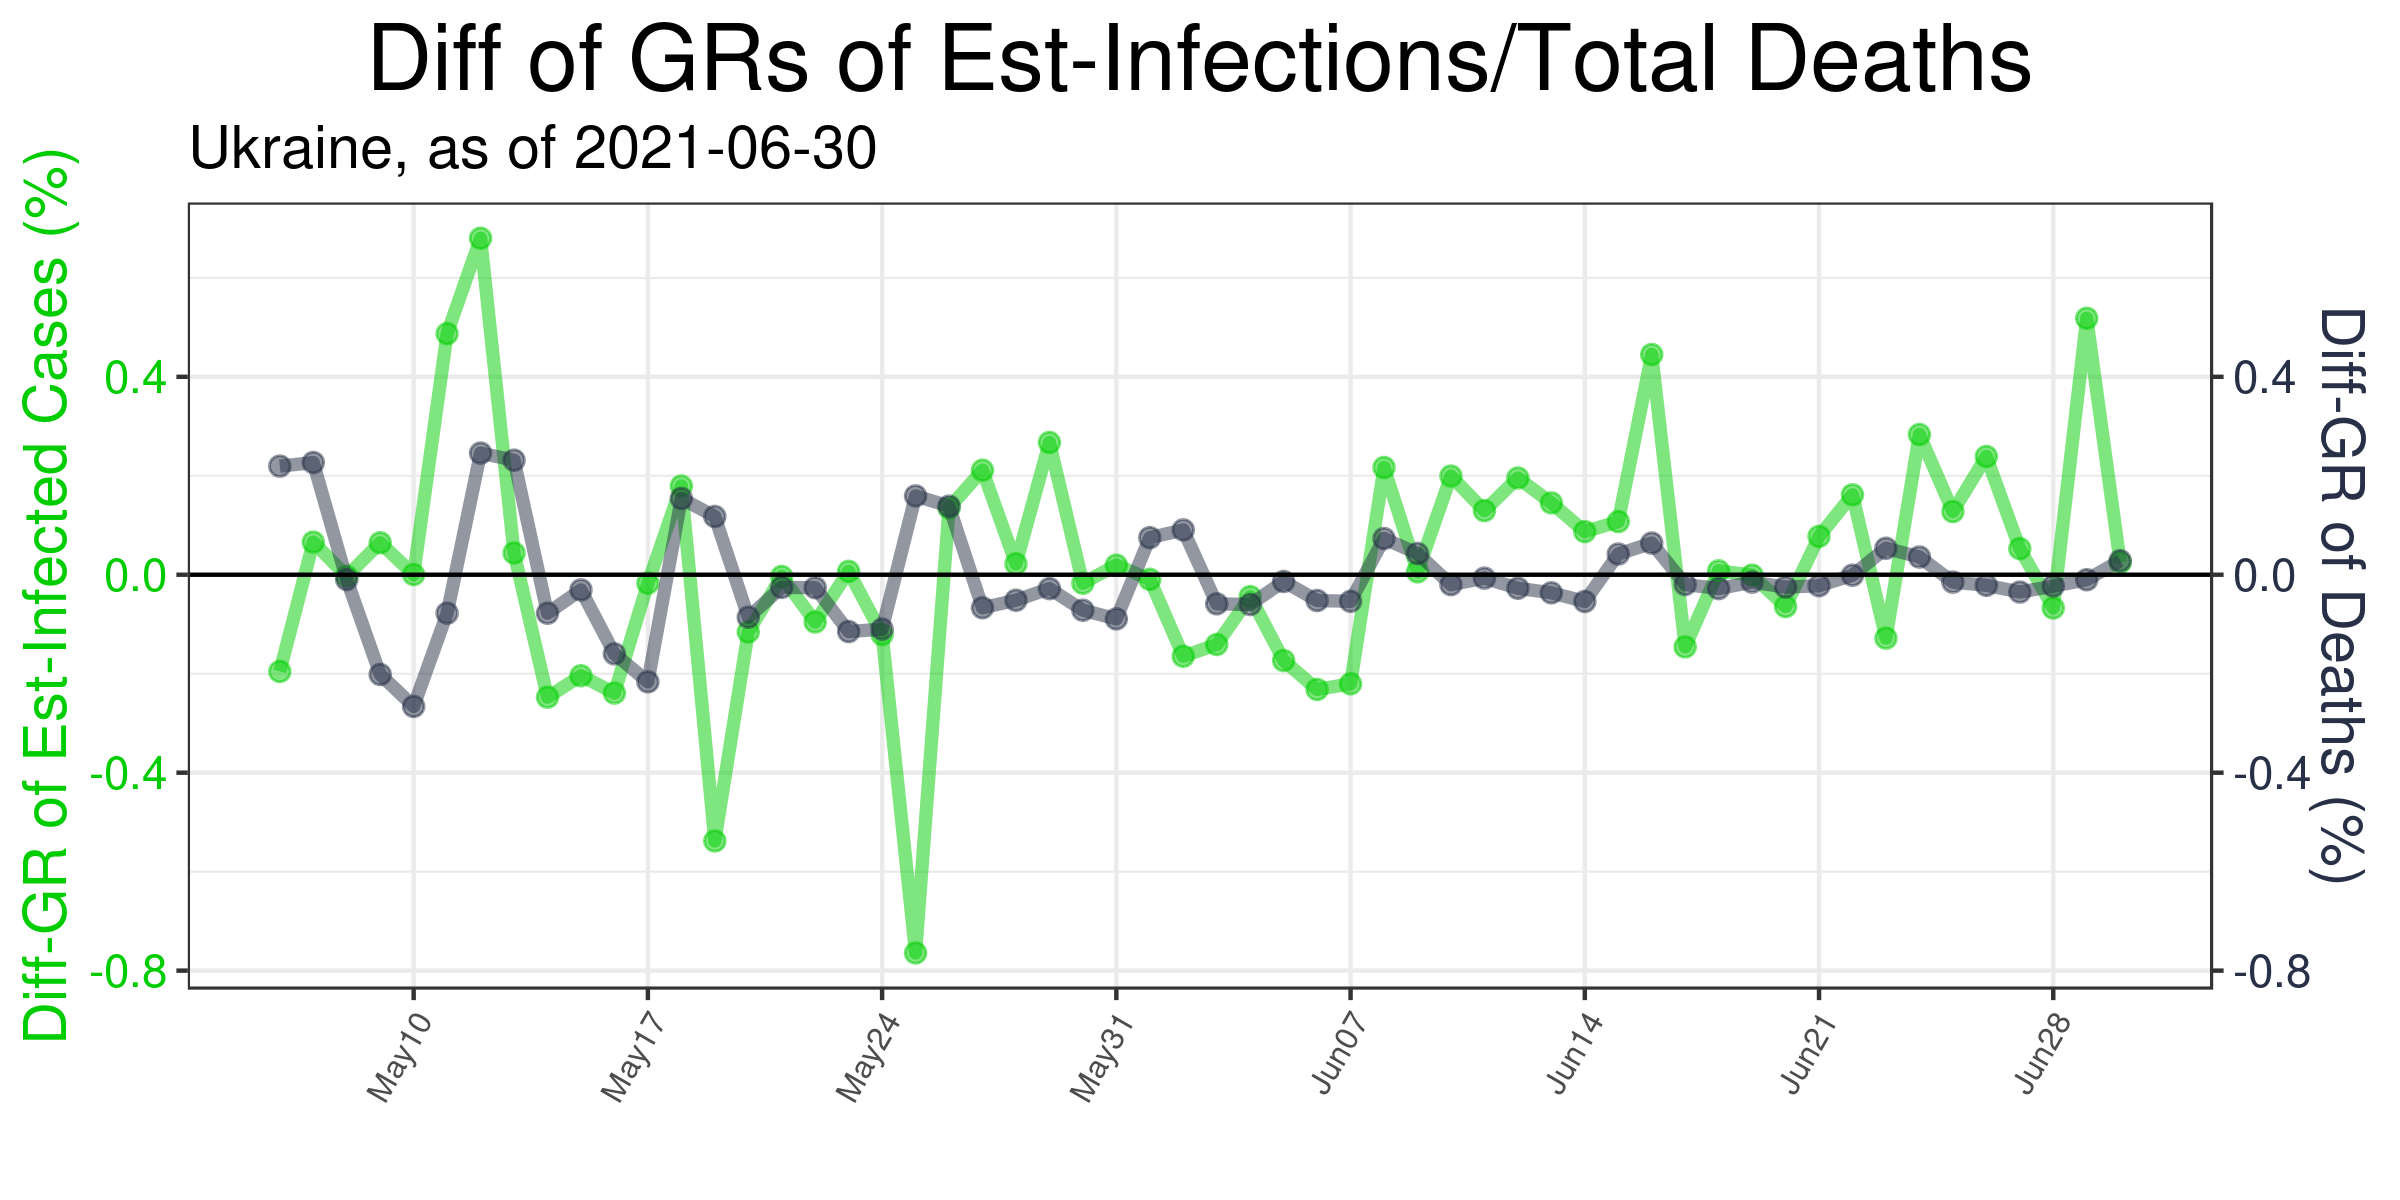 Diff of GRs of Est-Infections/Total Deaths
Ukraine, as of 2021-06-30
Diff-GR of Est-Infected Cases (%)
0.4
0.0
-0.4
-0.8
0.4
0.0
-0.4
-0.8
Diff-GR of Deaths (%)
May10
May17
May24
May31
Jun07
Jun14
Jun21
Jun28